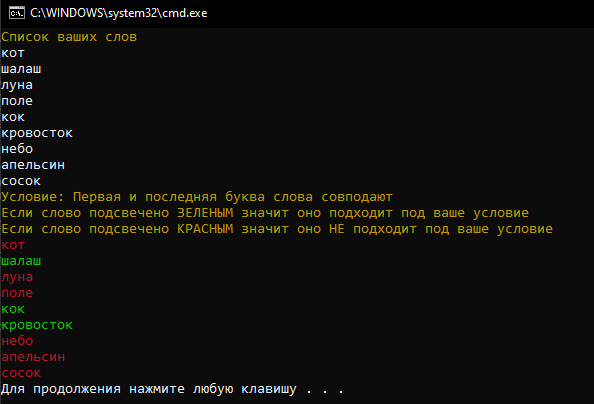 C:\WINDOWS\system32\cmd.exe
Список ваших слов
кот
шалаш
луна
поле
кок
кровосток
небо
апельсин
сосок
Условие: Первая и последняя буква слова совподают
Если слово подсвечено ЗЕЛЕНЫМ значит оно подходит под ваше условие
Если слово подсвечено КРАСНЫМ значит оно НЕ подходит под ваше условие
кот
шалаш
луна
поле
кок
кровосток
небо
апельсин
сосок
Для продолжения нажмите любую клавишу . . .